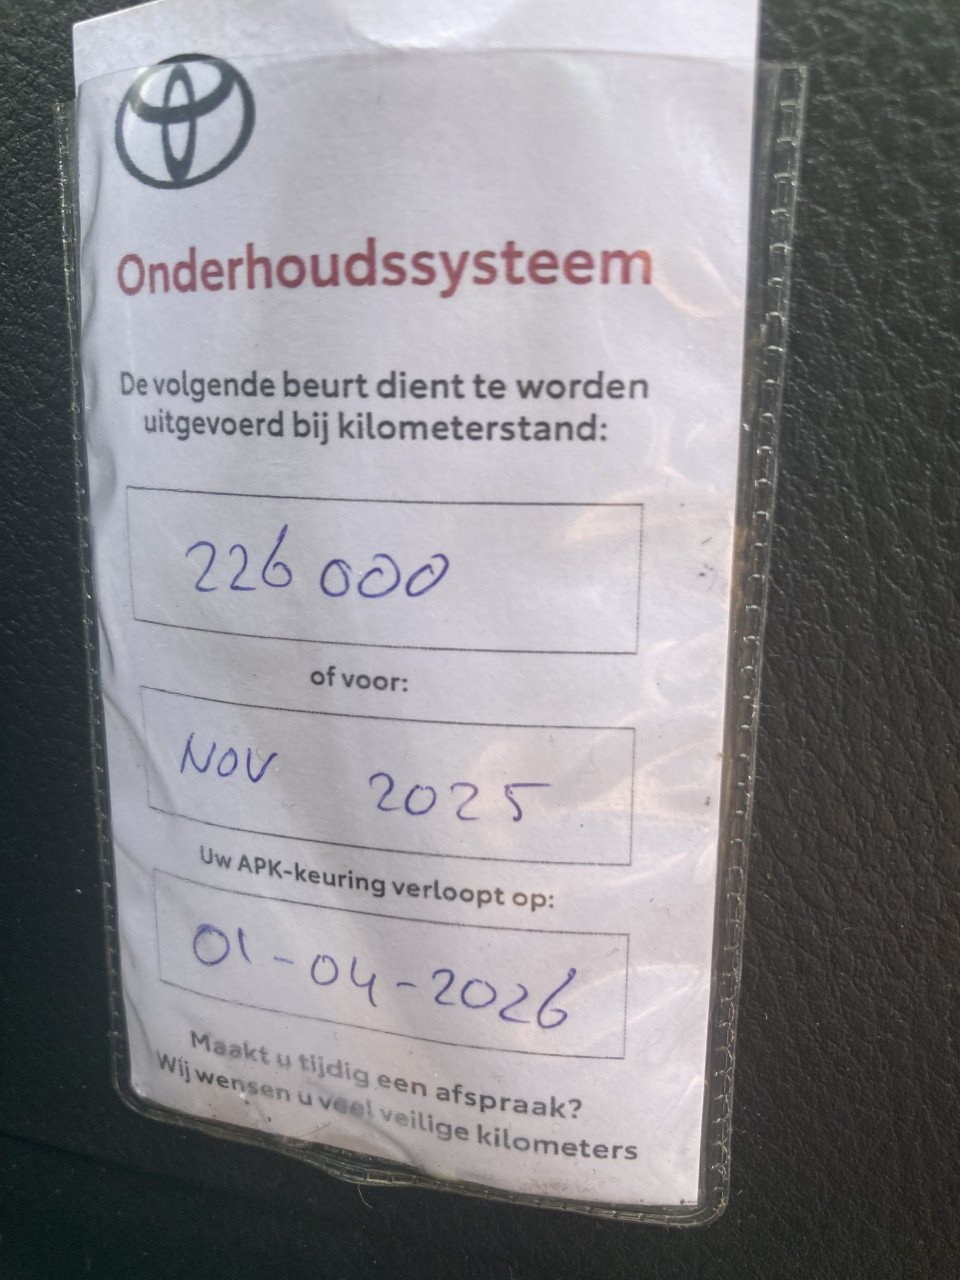 Onderhoudssysteem
De volgende beurt dient te worden
uitgevoerd bij kilometerstand:
226 000
of voor:
NOV 2025
Uw APK-keuring verloopt op:
01-04-2026
Maakt u tijdig een afspraak?
Wij wensen u veel veilige kilometers